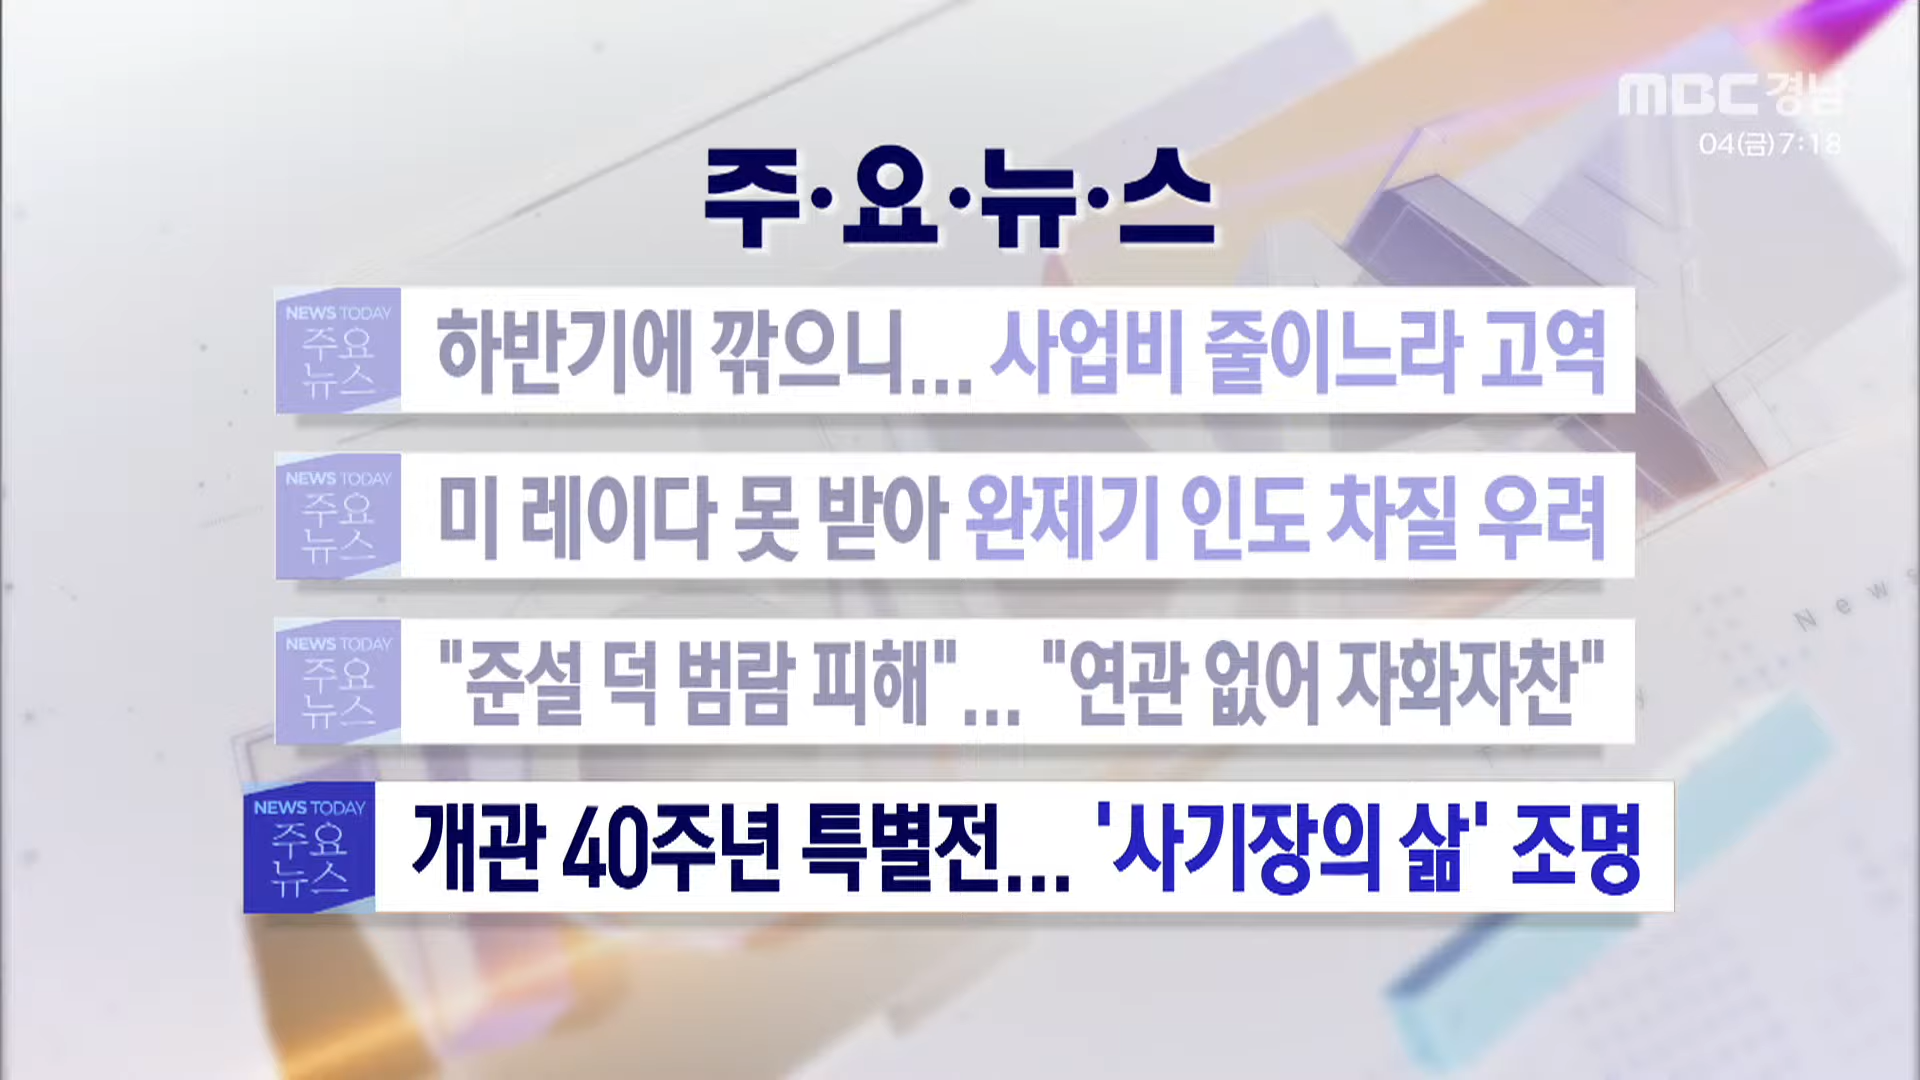 MBC경남
04(금)7:18
주·요·뉴·스
NEWS TODAY
주요
뉴스
하반기에 깎으니... 사업비 줄이느라 고역
NEWS TODAY
주요
뉴스
미 레이다 못 받아 완제기 인도 차질 우려
NEWS TODAY
주요
뉴스
"준설 덕 범람 피해"... "연관 없어 자화자찬"
NEWS TODAY
주요
뉴스
개관 40주년 특별전... '사기장의 삶' 조명
News